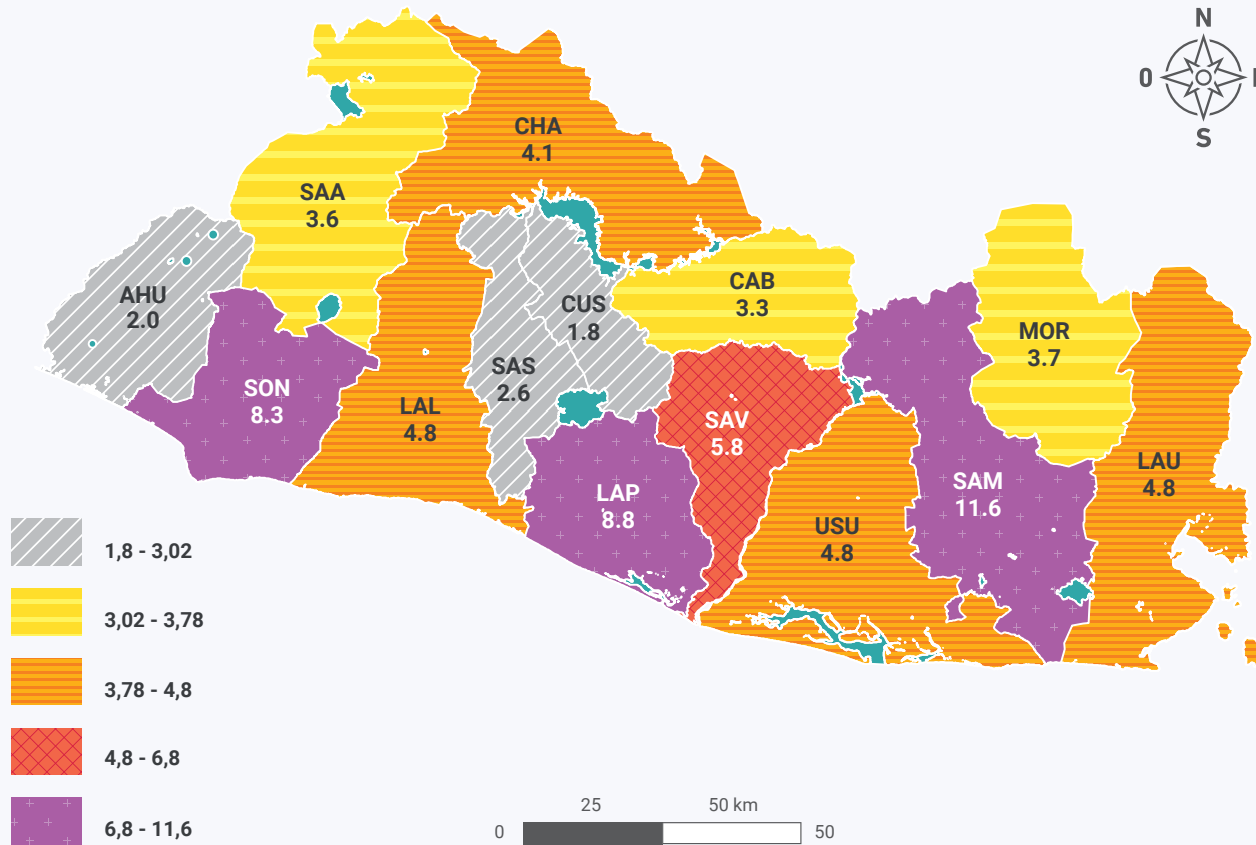 N
O
S
CHA
4.1
SAA
3.6
AHU
2.0
CUS
1.8
CAB
3.3
MOR
3.7
SON
8.3
SAS
2.6
LAL
4.8
SAV
5.8
LAU
4.8
SAM
11.6
LAP
8.8
USU
4.8
1,8 - 3,02
3,02 - 3,78
3,78 - 4,8
4,8 - 6,8
6,8 - 11,6
25 50 km
0 50